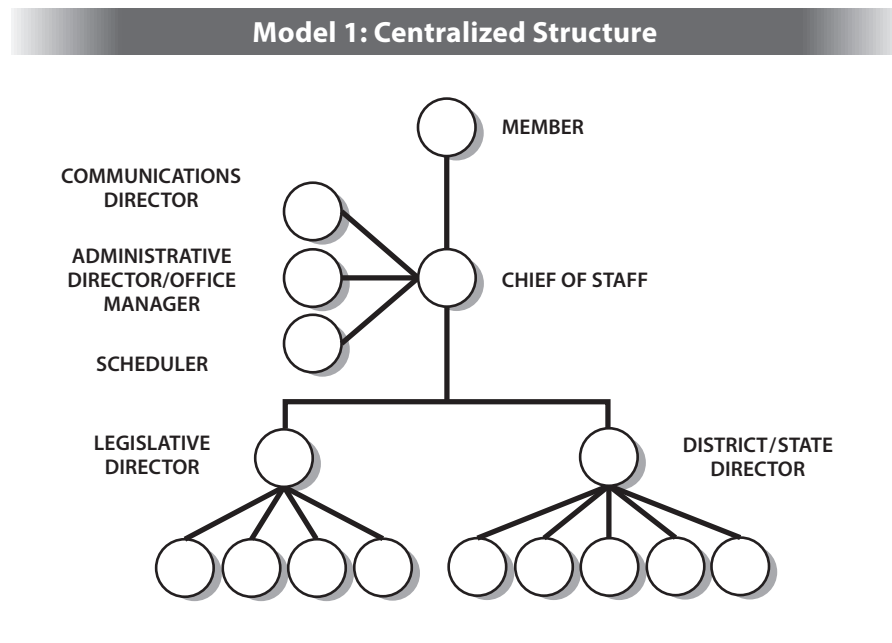 Model 1: Centralized Structure
MEMBER
COMMUNICATIONS
DIRECTOR
ADMINISTRATIVE
DIRECTOR/OFFICE
MANAGER
CHIEF OF STAFF
SCHEDULER
LEGISLATIVE
DIRECTOR
DISTRICT/STATE
DIRECTOR